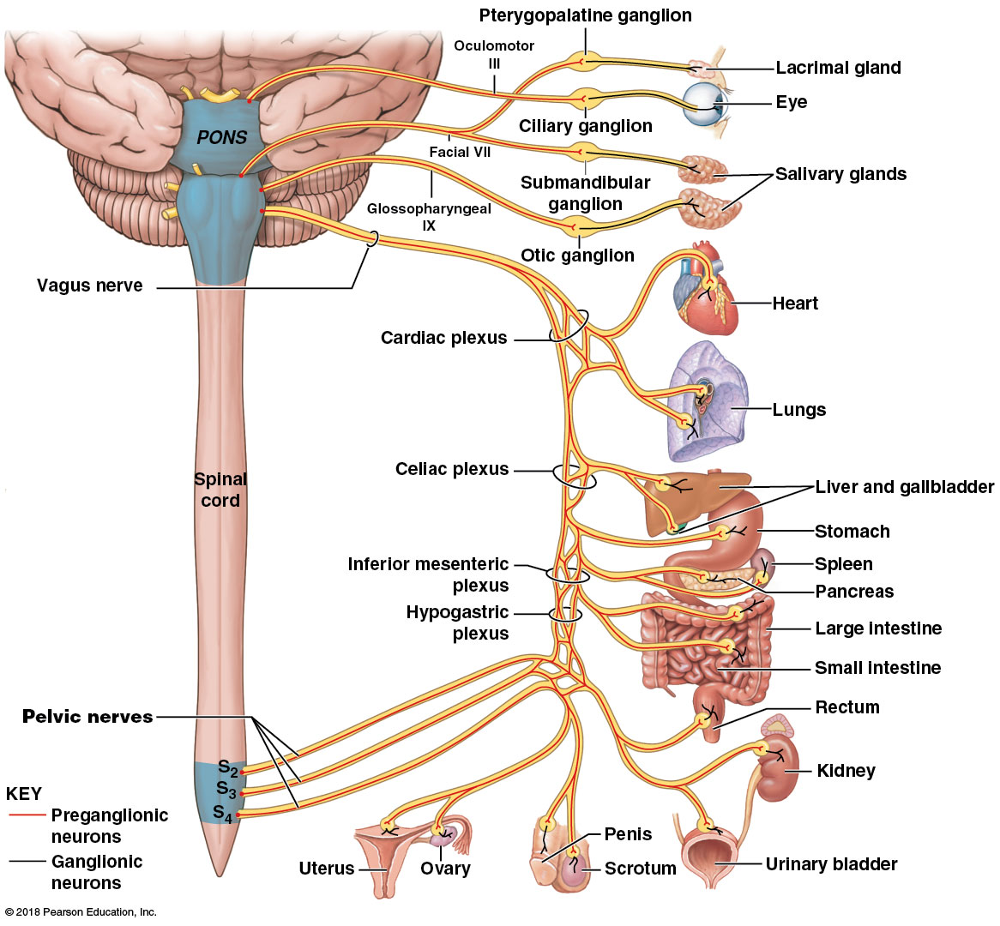 Pterygopalatine ganglion
Oculomotor
III
Lacrimal gland
Eye
PONS
Ciliary ganglion
Facial VII
Submandibular
ganglion
Salivary glands
Glossopharyngeal
IX
Otic ganglion
Vagus nerve
Heart
Cardiac plexus
Lungs
Celiac plexus
Spinal
cord
Liver and gallbladder
Stomach
Inferior mesenteric
plexus
Spleen
Pancreas
Hypogastric
plexus
Large intestine
Small intestine
Pelvic nerves
Rectum
S2
S3
S4
Kidney
KEY
Preganglionic
neurons
Ganglionic
neurons
Uterus
Ovary
Penis
Scrotum
Urinary bladder
© 2018 Pearson Education, Inc.